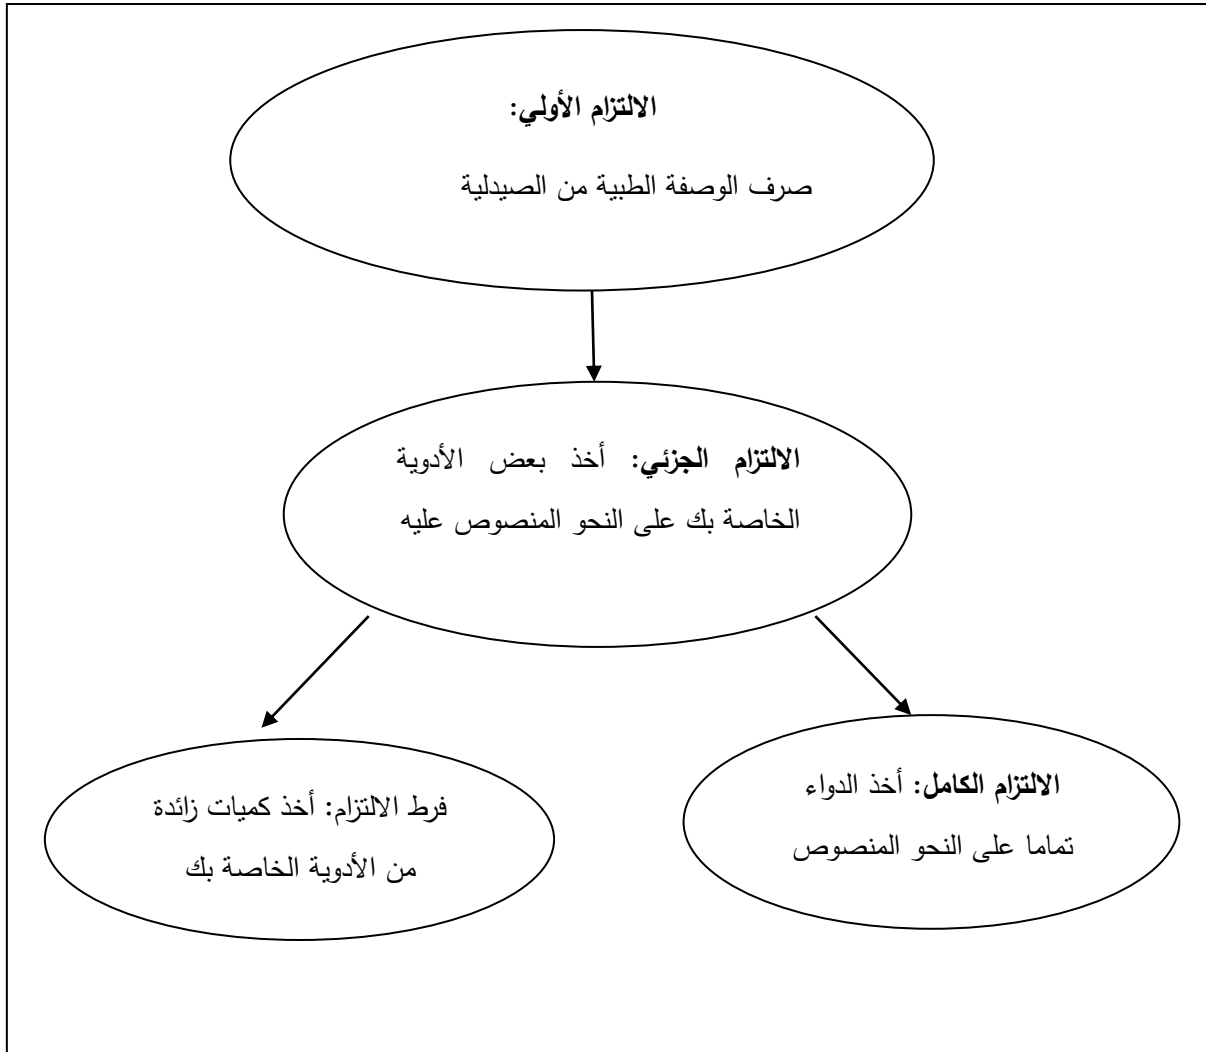 الالتزام الأولي:
صرف الوصفة الطبية من الصيدلية
الالتزام الجزئي: أخذ بعض الأدوية
الخاصة بك على النحو المنصوص عليه
الالتزام الكامل: أخذ الدواء
تماما على النحو المنصوص
فرط الالتزام: أخذ كميات زائدة
من الأدوية الخاصة بك